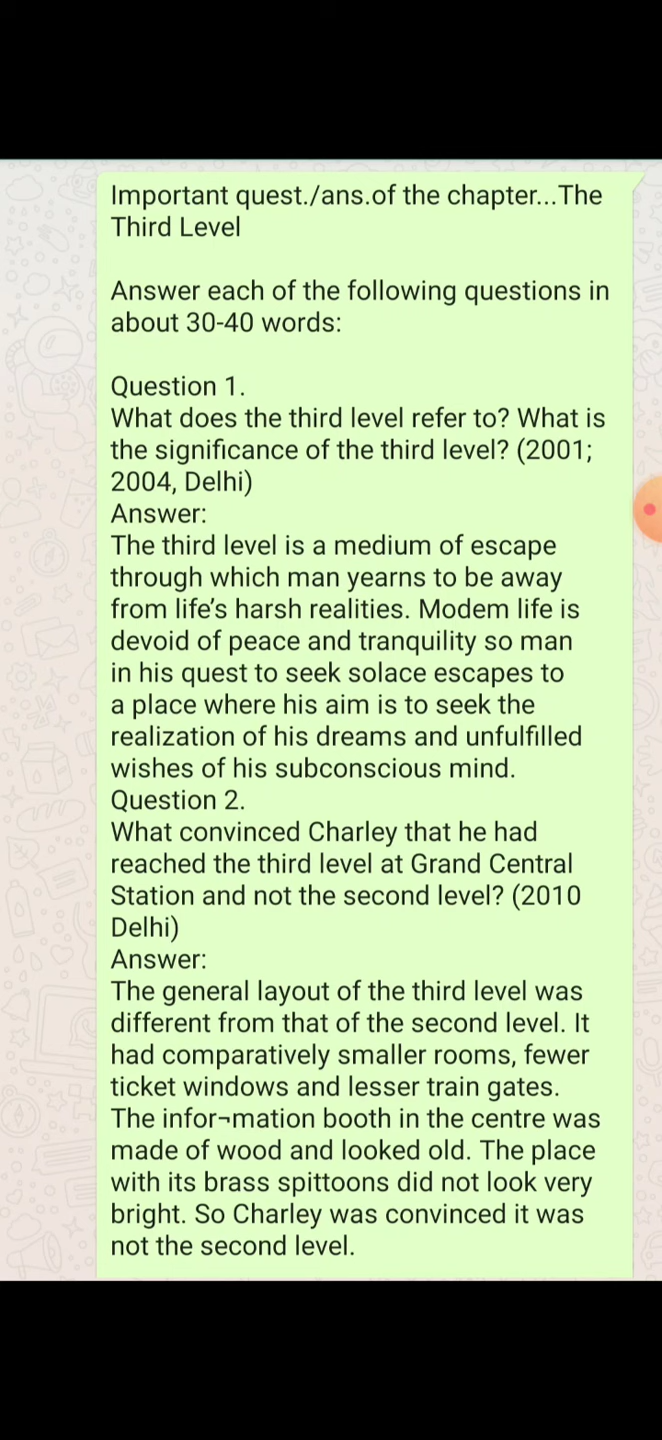 Important quest./ans.of the chapter...The
Third Level
Answer each of the following questions in
about 30-40 words:
Question 1.
What does the third level refer to? What is
the significance of the third level? (2001;
2004, Delhi)
Answer:
The third level is a medium of escape
through which man yearns to be away
from life’s harsh realities. Modem life is
devoid of peace and tranquility so man
in his quest to seek solace escapes to
a place where his aim is to seek the
realization of his dreams and unfulfilled
wishes of his subconscious mind.
Question 2.
What convinced Charley that he had
reached the third level at Grand Central
Station and not the second level? (2010
Delhi)
Answer:
The general layout of the third level was
different from that of the second level. It
had comparatively smaller rooms, fewer
ticket windows and lesser train gates.
The infor¬mation booth in the centre was
made of wood and looked old. The place
with its brass spittoons did not look very
bright. So Charley was convinced it was
not the second level.